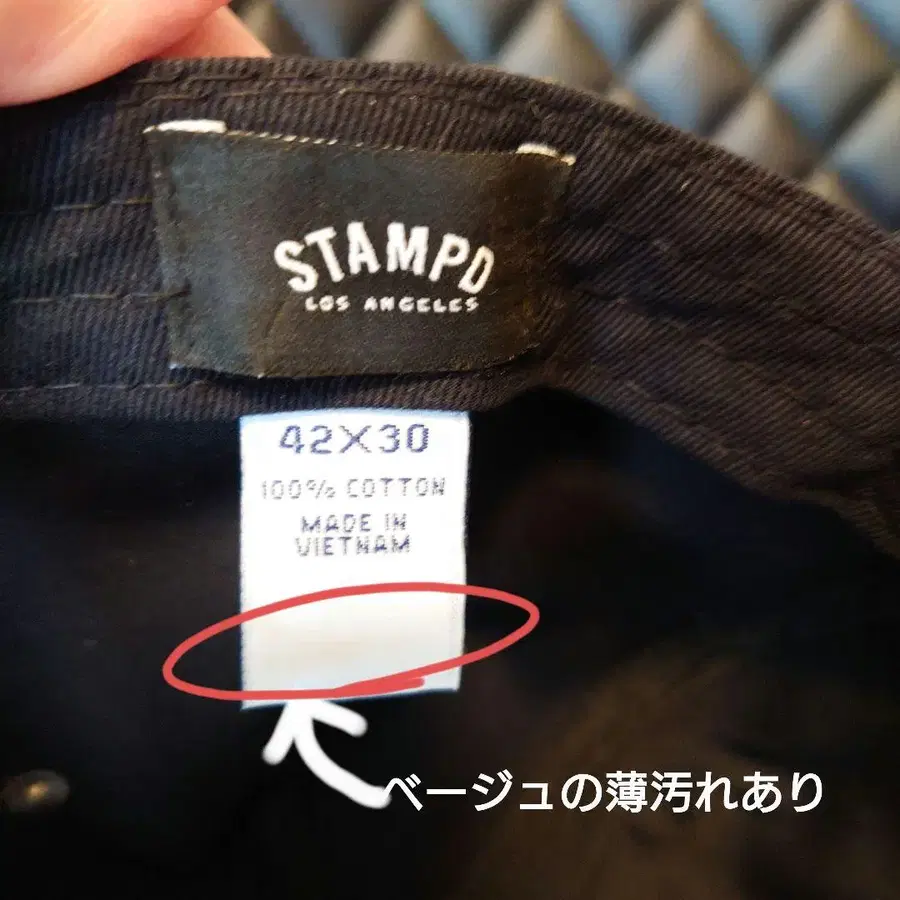 STAMPD
LOS ANGELES
42X30
100% COTTON
MADE IN
VIETNAM
ベージュの薄汚れあり